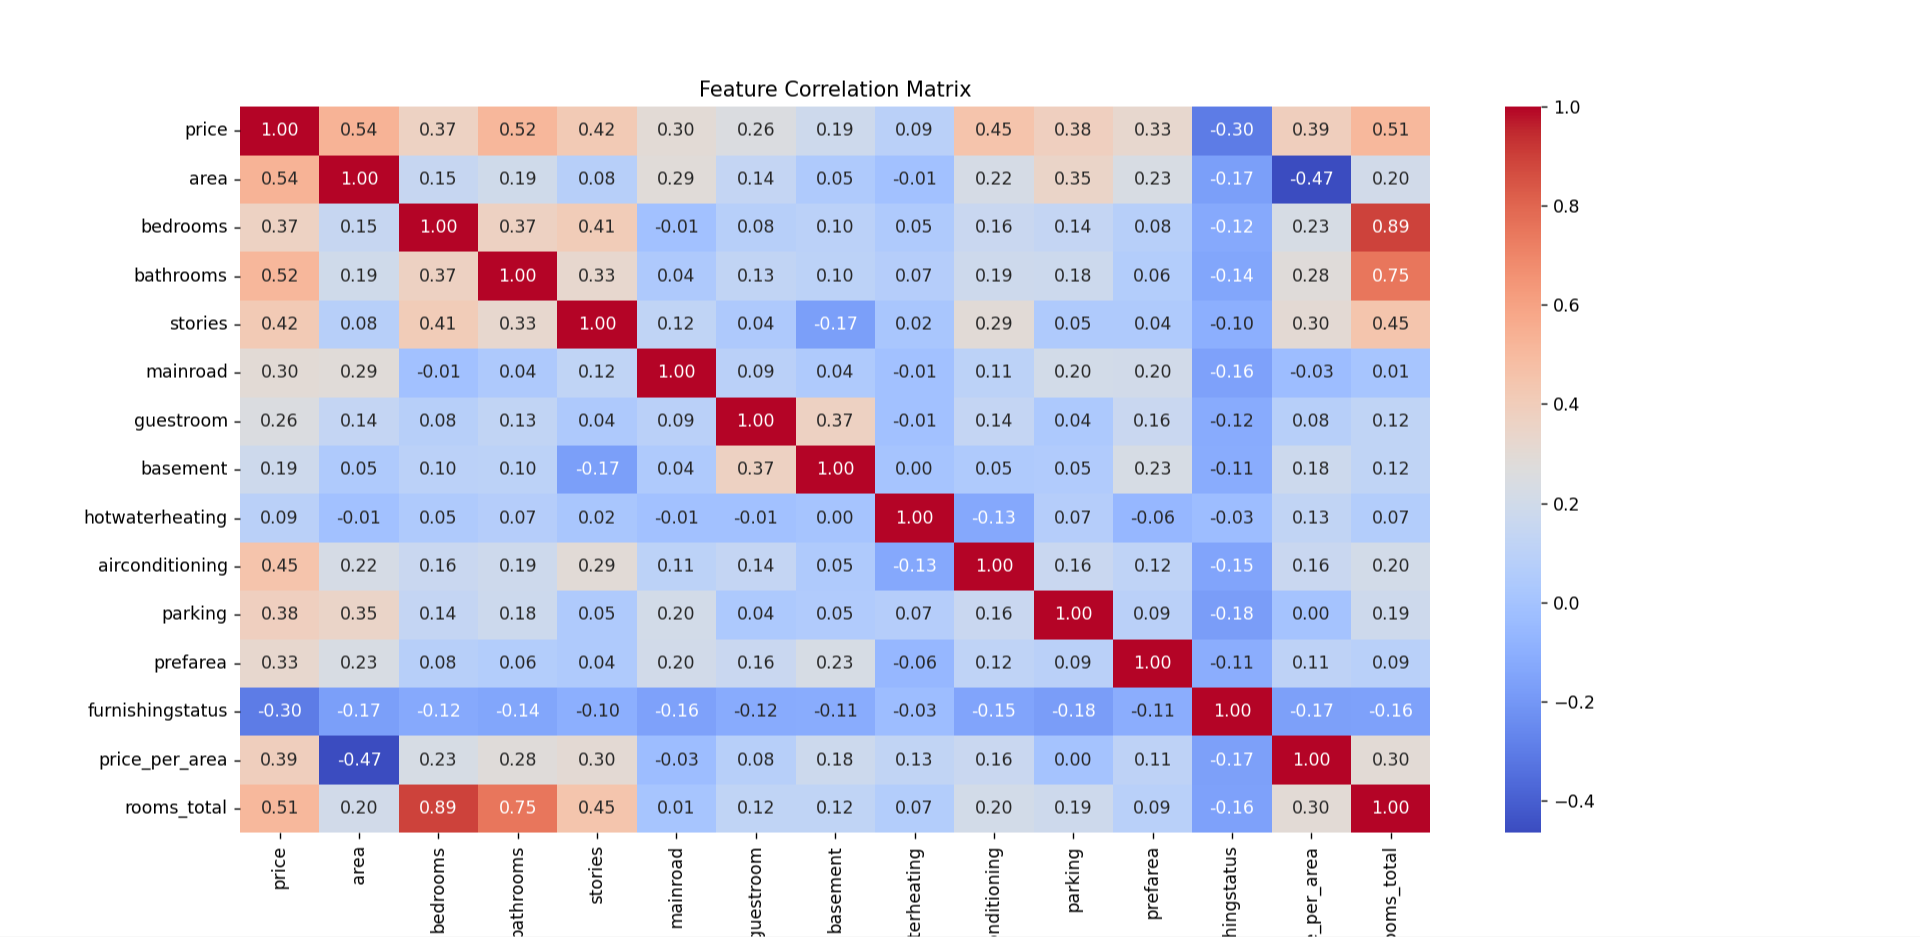 Feature Correlation Matrix
price 1.00 0.54 0.37 0.52 0.42 0.30 0.26 0.19 0.09 0.45 0.38 0.33 -0.30 0.39 0.51
area 0.54 1.00 0.15 0.19 0.08 0.29 0.14 0.05 -0.01 0.22 0.35 0.23 -0.17 -0.47 0.20
bedrooms 0.37 0.15 1.00 0.37 0.41 -0.01 0.08 0.10 0.05 0.16 0.14 0.08 -0.12 0.23 0.89
bathrooms 0.52 0.19 0.37 1.00 0.33 0.04 0.13 0.10 0.07 0.19 0.18 0.06 -0.14 0.28 0.75
stories 0.42 0.08 0.41 0.33 1.00 0.12 0.04 -0.17 0.02 0.29 0.05 0.04 -0.10 0.30 0.45
mainroad 0.30 0.29 -0.01 0.04 0.12 1.00 0.09 0.04 -0.01 0.11 0.20 0.20 -0.16 -0.03 0.01
guestroom 0.26 0.14 0.08 0.13 0.04 0.09 1.00 0.37 -0.01 0.14 0.04 0.16 -0.12 0.08 0.12
basement 0.19 0.05 0.10 0.10 -0.17 0.04 0.37 1.00 0.00 0.05 0.05 0.23 -0.11 0.18 0.12
hotwaterheating 0.09 -0.01 0.05 0.07 0.02 -0.01 -0.01 0.00 1.00 -0.13 0.07 -0.06 -0.03 0.13 0.07
airconditioning 0.45 0.22 0.16 0.19 0.29 0.11 0.14 0.05 -0.13 1.00 0.16 0.12 -0.15 0.16 0.20
parking 0.38 0.35 0.14 0.18 0.05 0.20 0.04 0.05 0.07 0.16 1.00 0.09 -0.18 0.00 0.19
prefarea 0.33 0.23 0.08 0.06 0.04 0.20 0.16 0.23 -0.06 0.12 0.09 1.00 -0.11 0.11 0.09
furnishingstatus -0.30 -0.17 -0.12 -0.14 -0.10 -0.16 -0.12 -0.11 -0.03 -0.15 -0.18 -0.11 1.00 -0.17 -0.16
price_per_area 0.39 -0.47 0.23 0.28 0.30 -0.03 0.08 0.18 0.13 0.16 0.00 0.11 -0.17 1.00 0.30
rooms_total 0.51 0.20 0.89 0.75 0.45 0.01 0.12 0.12 0.07 0.20 0.19 0.09 -0.16 0.30 1.00
price
area
bedrooms
bathrooms
stories
mainroad
guestroom
basement
terheating
nditioning
parking
prefarea
hingstatus
e_per_area
ooms_total
1.0
0.8
0.6
0.4
0.2
0.0
−0.2
−0.4